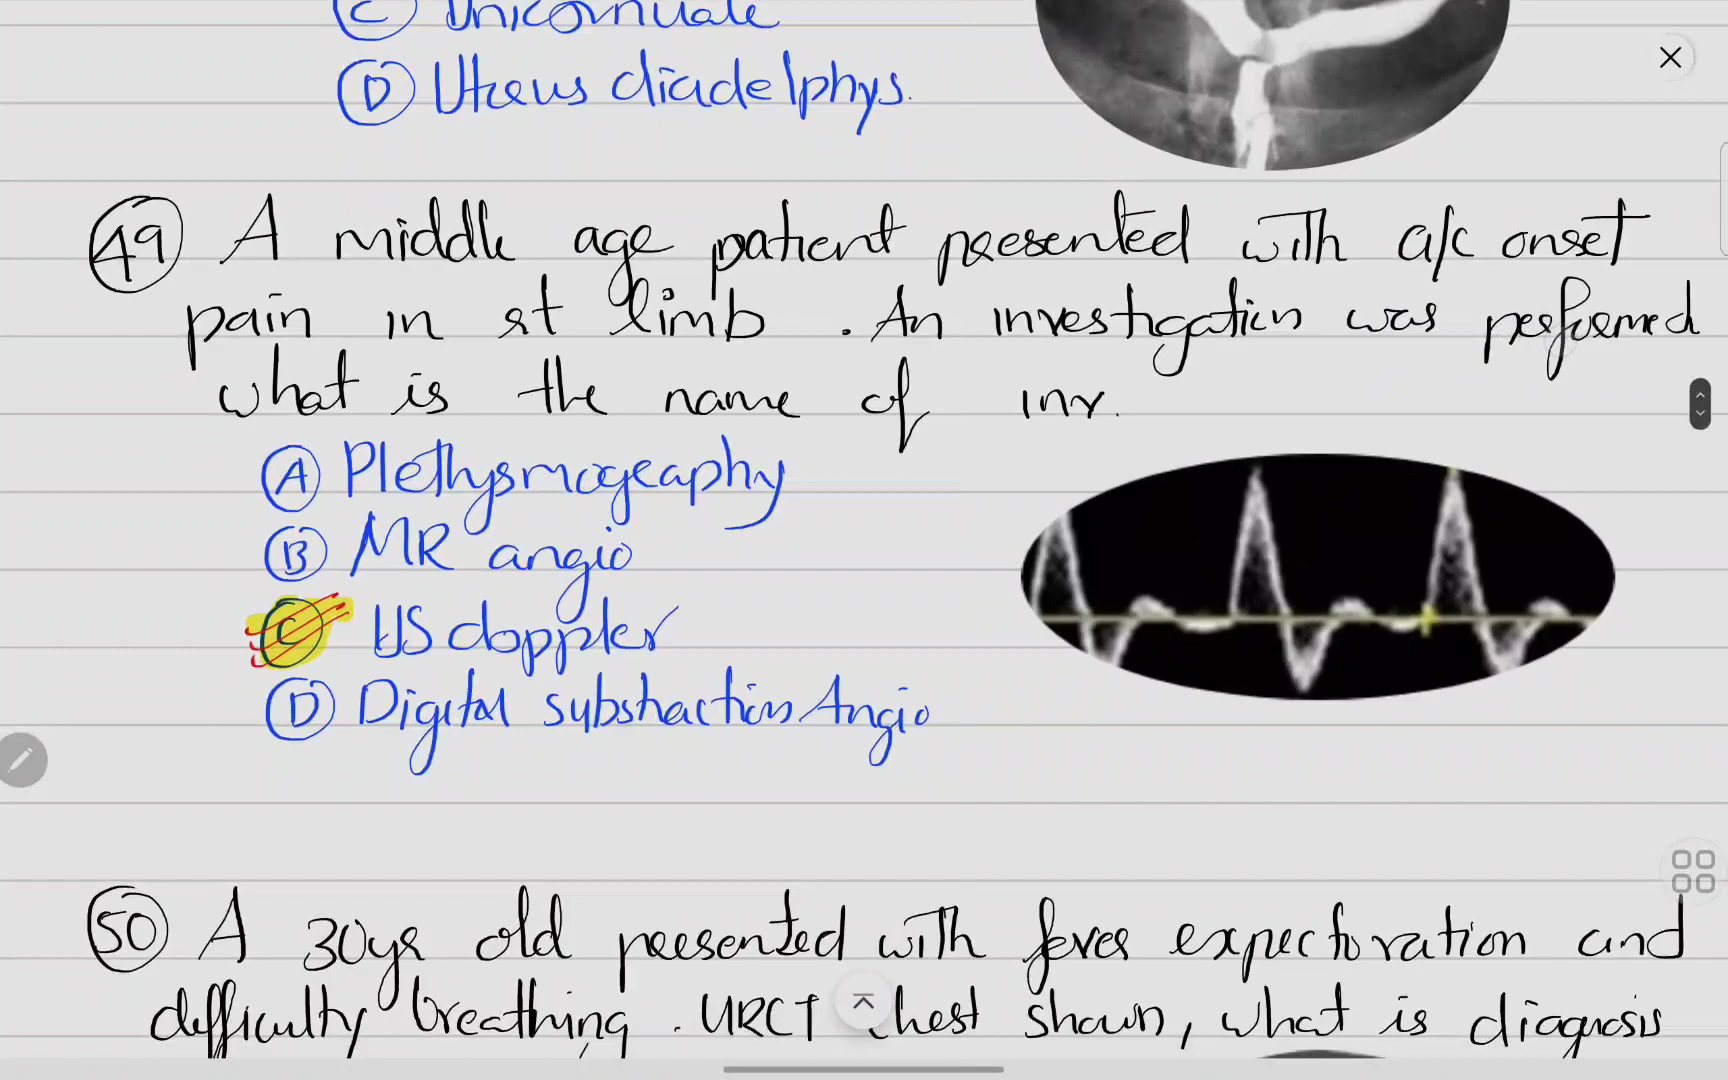 C Unicornuate
D Uterus diadelphys.
49 A middle age patient presented with a/c onset
pain in rt limb . An investigation was performed
what is the name of inv.
A Plethysmography
B MR angio
C US doppler
D Digital substraction Angio
50 A 30yr old presented with fever expectoration and
difficulty breathing . HRCT chest shown, what is diagnosis